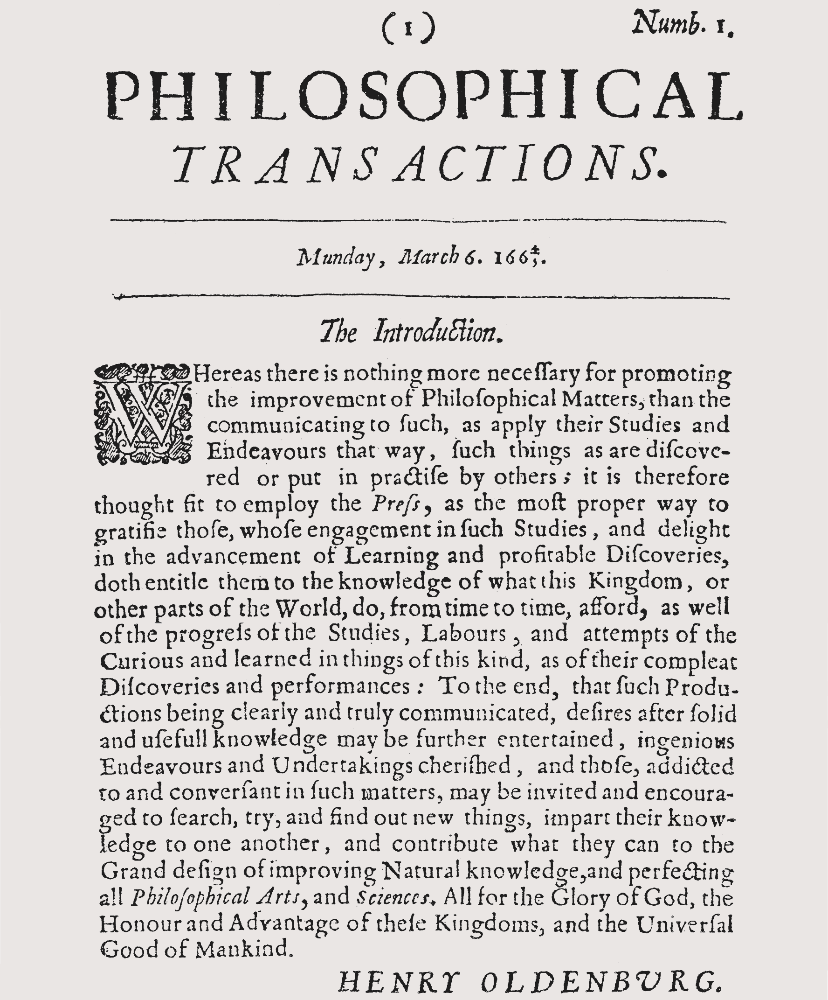 (1)
Numb. 1.
PHILOSOPHICAL
TRANSACTIONS.
Munday, March 6. 166 4/5.
The Introduction.
WHereas there is nothing more neceſſary for promoting
the improvement of Philoſophical Matters, than the
communicating to ſuch, as apply their Studies and
Endeavours that way, ſuch things as are diſcove-
red or put in practiſe by others; it is therefore
thought fit to employ the Preſs, as the moſt proper way to
gratifie thoſe, whoſe engagement in ſuch Studies, and delight
in the advancement of Learning and profitable Diſcoveries,
doth entitle them to the knowledge of what this Kingdom, or
other parts of the World, do, from time to time, afford, as well
of the progreſs of the Studies, Labours, and attempts of the
Curious and learned in things of this kind, as of their compleat
Diſcoveries and performances: To the end, that ſuch Produ-
ctions being clearly and truly communicated, deſires after ſolid
and uſefull knowledge may be further entertained, ingenious
Endeavours and Undertakings cheriſhed, and thoſe, addicted
to and converſant in ſuch matters, may be invited and encoura-
ged to ſearch, try, and find out new things, impart their know-
ledge to one another, and contribute what they can to the
Grand deſign of improving Natural knowledge, and perfecting
all Philoſophical Arts, and Sciences. All for the Glory of God, the
Honour and Advantage of theſe Kingdoms, and the Univerſal
Good of Mankind.
HENRY OLDENBURG.